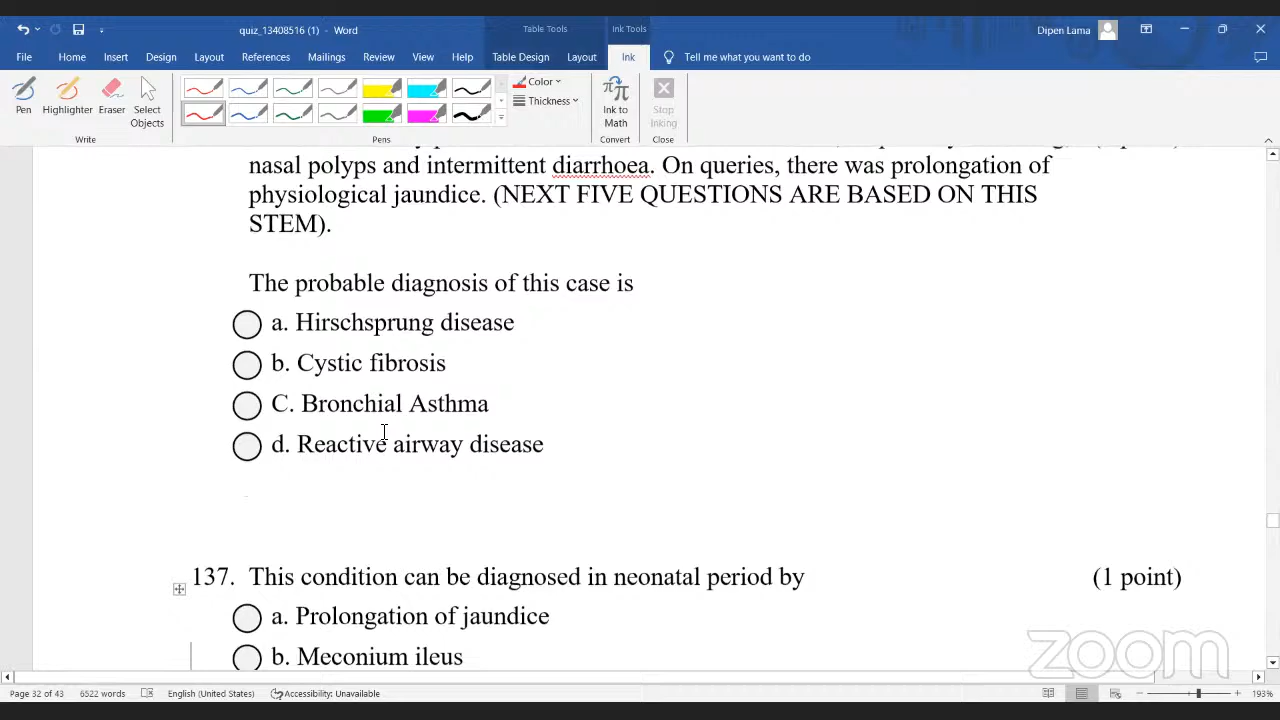 quiz_13408516 (1) - Word
Table Tools
Ink Tools
Dipen Lama
File Home Insert Design Layout References Mailings Review View Help Table Design Layout Ink Tell me what you want to do
Pen Highlighter Eraser Select Objects
Color
Thickness
Ink to Math
Stop Inking
Write Pens Convert Close
nasal polyps and intermittent diarrhoea. On queries, there was prolongation of
physiological jaundice. (NEXT FIVE QUESTIONS ARE BASED ON THIS
STEM).
The probable diagnosis of this case is
a. Hirschsprung disease
b. Cystic fibrosis
C. Bronchial Asthma
d. Reactive airway disease
137. This condition can be diagnosed in neonatal period by (1 point)
a. Prolongation of jaundice
b. Meconium ileus
zoom
Page 32 of 43 6522 words English (United States) Accessibility: Unavailable 193%